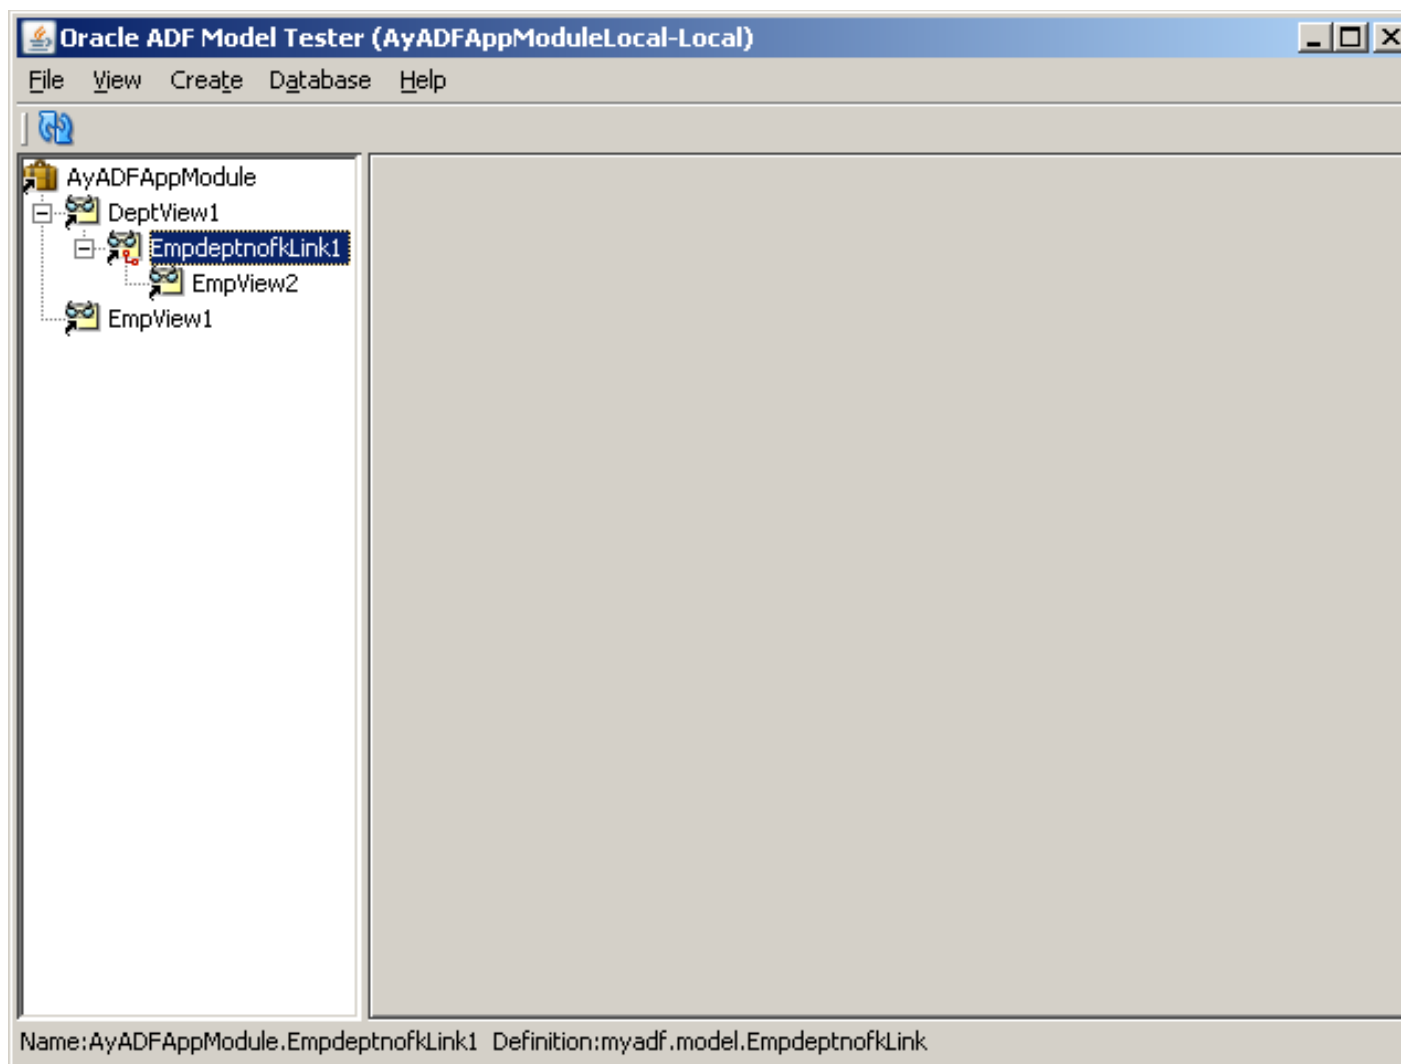 Oracle ADF Model Tester (AyADFAppModuleLocal-Local)
File View Create Database Help
AyADFAppModule
DeptView1
EmpdeptnofkLink1
EmpView2
EmpView1
Name:AyADFAppModule.EmpdeptnofkLink1 Definition:myadf.model.EmpdeptnofkLink